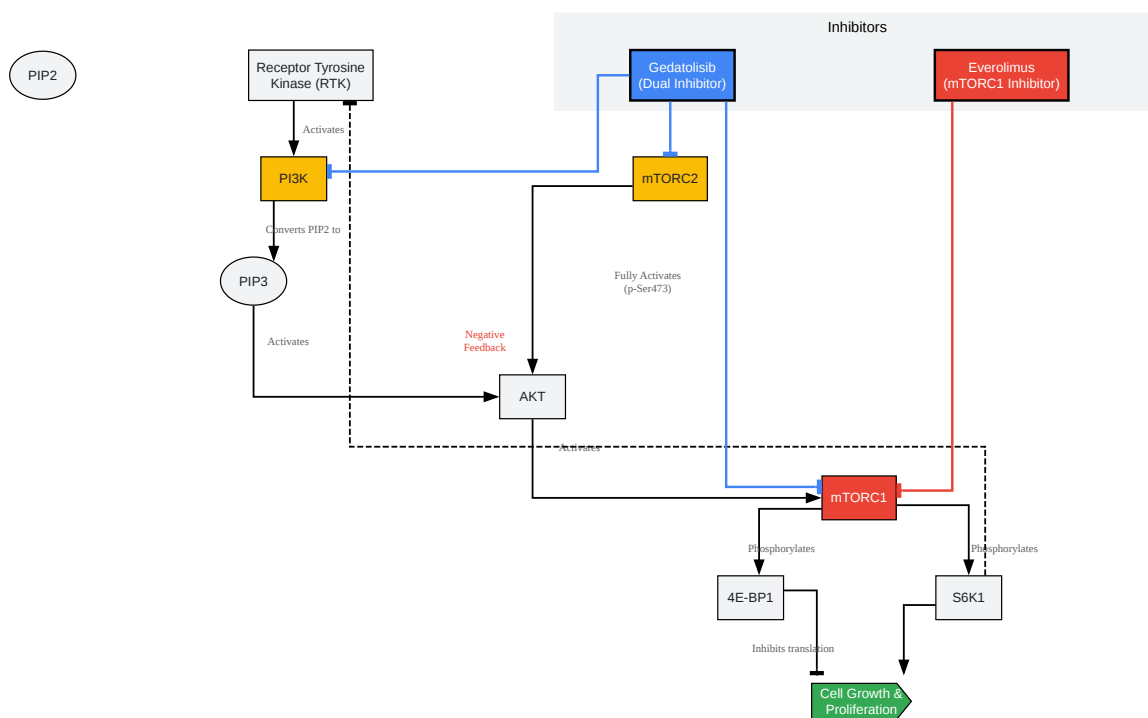 Inhibitors
PIP2
Receptor Tyrosine
Kinase (RTK)
Gedatolisib
(Dual Inhibitor)
Everolimus
(mTORC1 Inhibitor)
Activates
PI3K
mTORC2
Converts PIP2 to
PIP3
Fully Activates
(p-Ser473)
Activates
Negative
Feedback
AKT
Activates
mTORC1
Phosphorylates
Phosphorylates
4E-BP1
S6K1
Inhibits translation
Cell Growth &
Proliferation